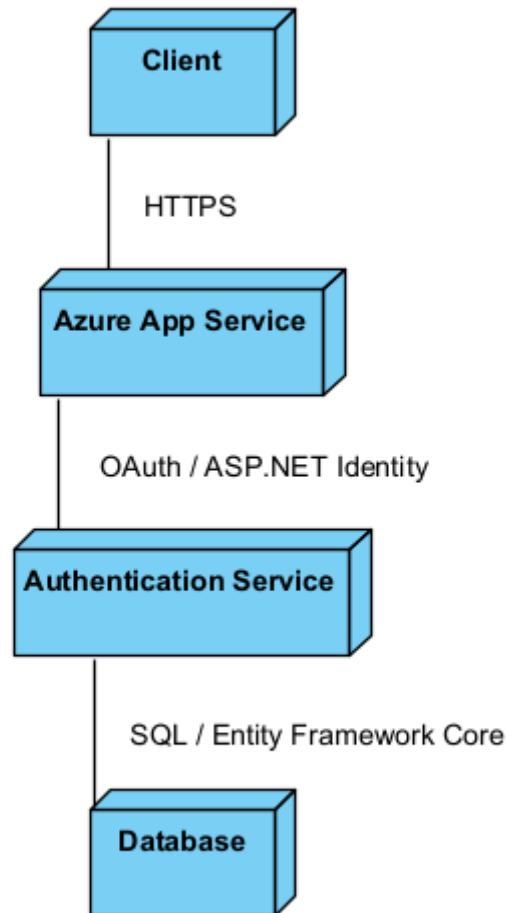 Client
HTTPS
Azure App Service
OAuth / ASP.NET Identity
Authentication Service
SQL / Entity Framework Core
Database